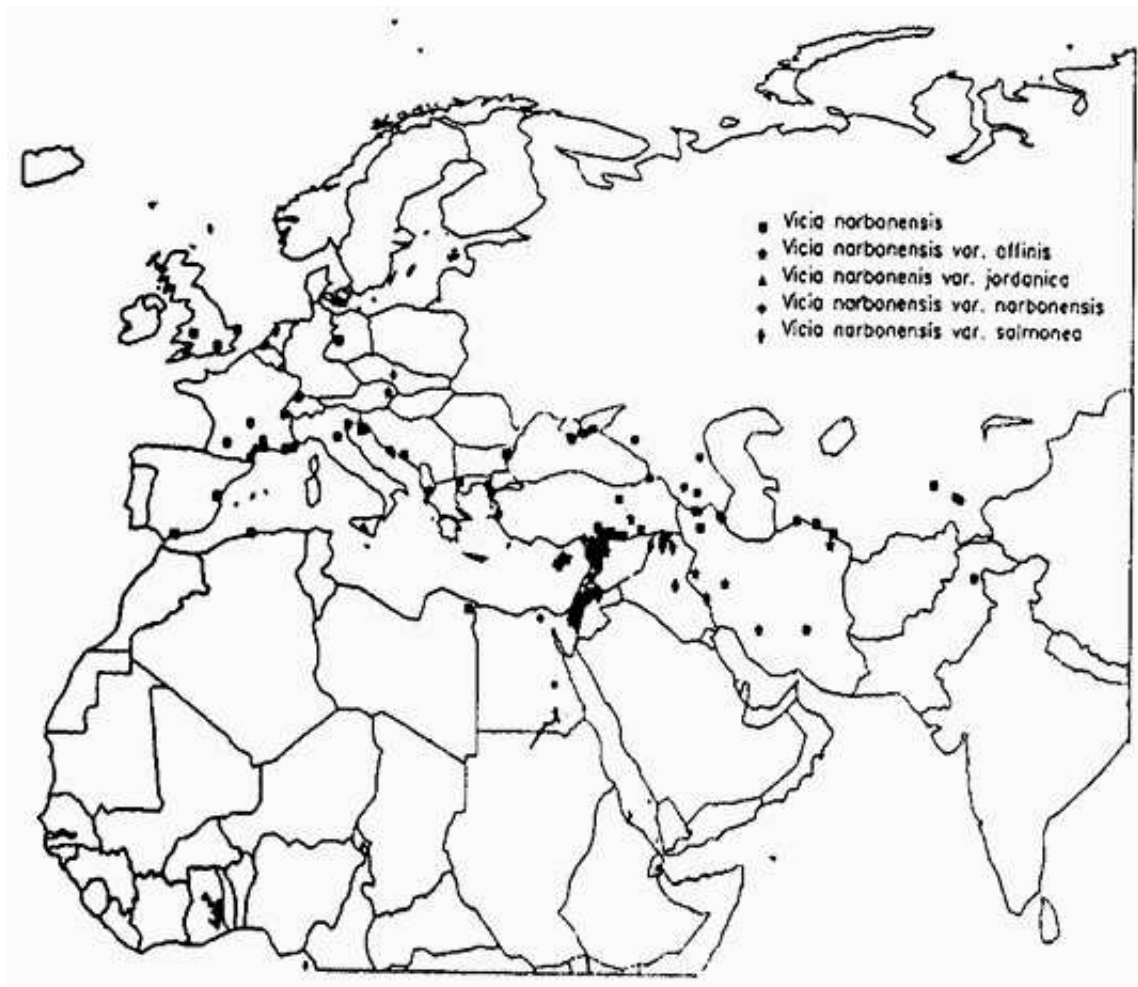 Vicia narbonensis
Vicia narbonensis var. affinis
Vicia narbonenis var. jordanica
Vicia narbonensis var. narbonensis
Vicia narbonensis var. salmonea